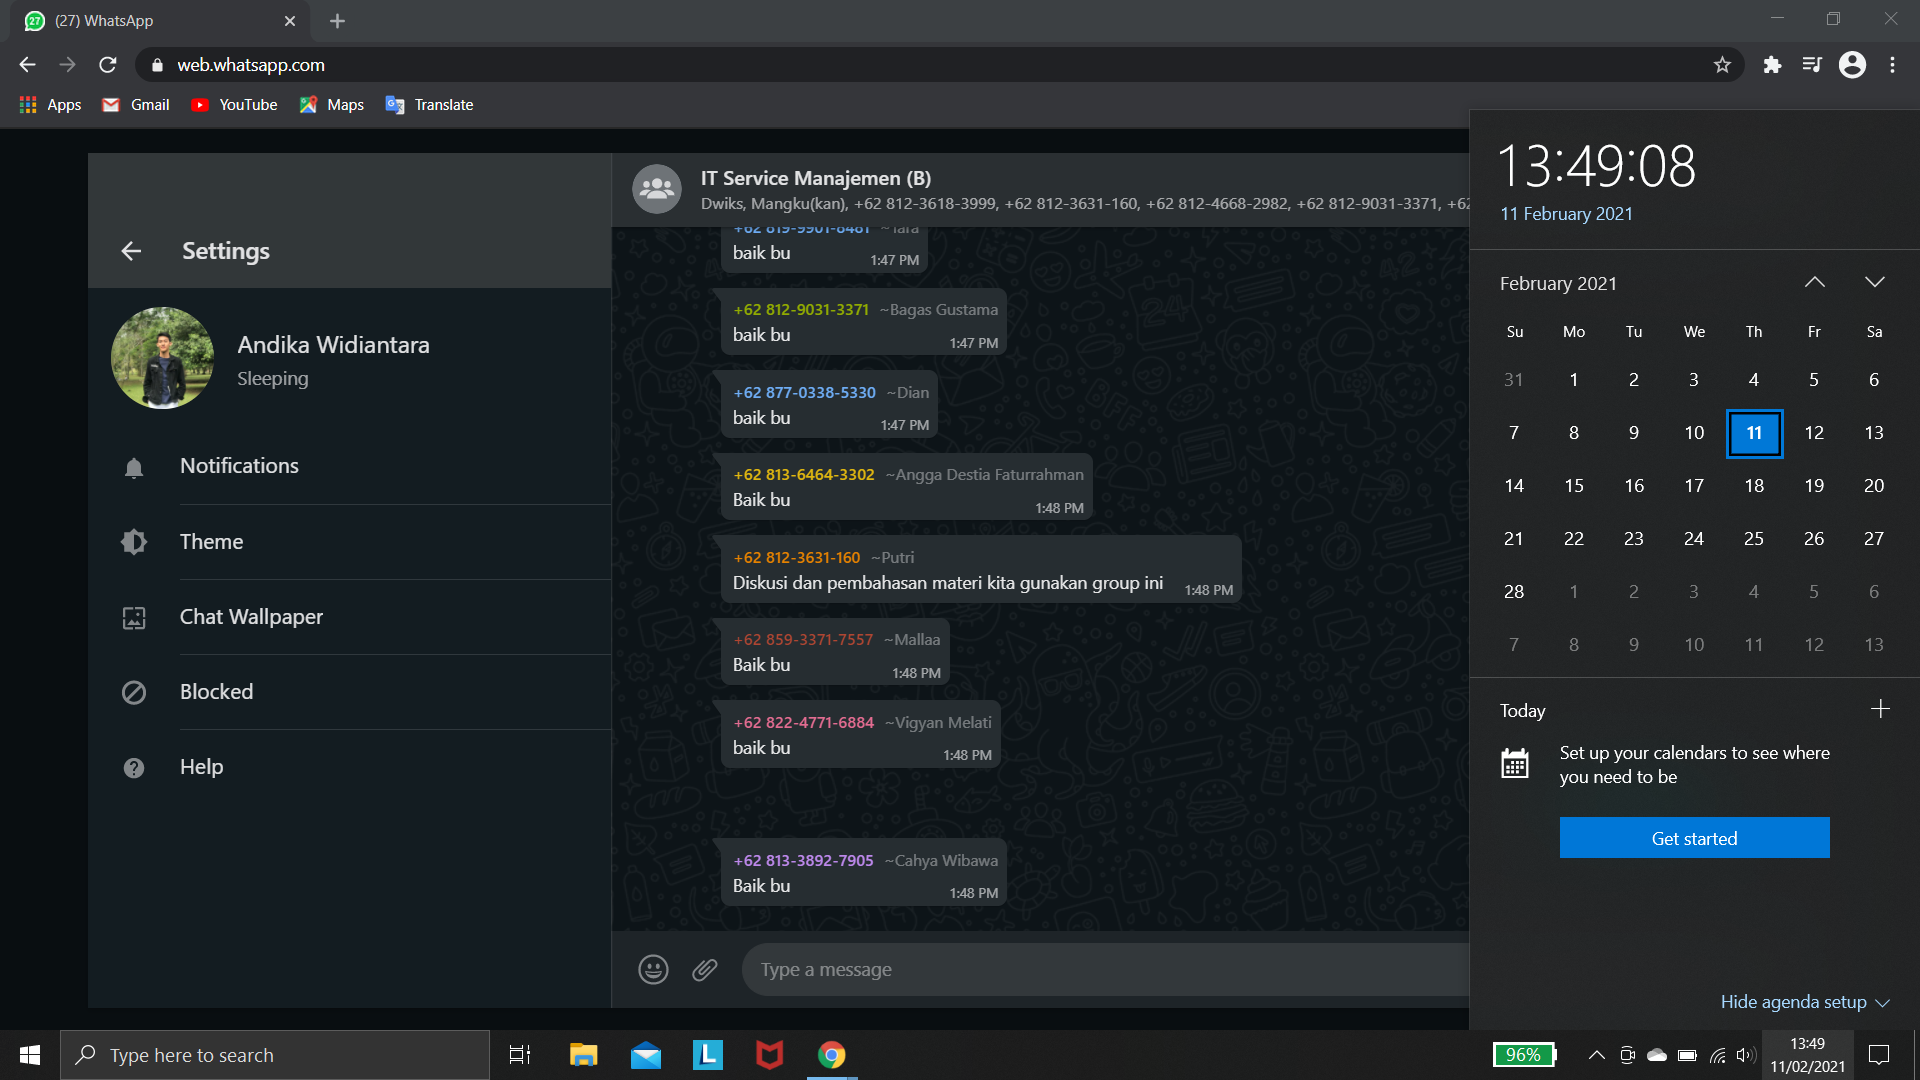 (27) WhatsApp
web.whatsapp.com
Apps
Gmail
YouTube
Maps
Translate
Settings
Andika Widiantara
Sleeping
Notifications
Theme
Chat Wallpaper
Blocked
Help
IT Service Manajemen (B)
Dwiks, Mangku(kan), +62 812-3618-3999, +62 812-3631-160, +62 812-4668-2982, +62 812-9031-3371, +62
+62 819-9901-8481 ~Tara
baik bu
1:47 PM
+62 812-9031-3371 ~Bagas Gustama
baik bu
1:47 PM
+62 877-0338-5330 ~Dian
baik bu
1:47 PM
+62 813-6464-3302 ~Angga Destia Faturrahman
Baik bu
1:48 PM
+62 812-3631-160 ~Putri
Diskusi dan pembahasan materi kita gunakan group ini
1:48 PM
+62 859-3371-7557 ~Mallaa
Baik bu
1:48 PM
+62 822-4771-6884 ~Vigyan Melati
baik bu
1:48 PM
+62 813-3892-7905 ~Cahya Wibawa
Baik bu
1:48 PM
Type a message
13:49:08
11 February 2021
February 2021
Su Mo Tu We Th Fr Sa
31 1 2 3 4 5 6
7 8 9 10 11 12 13
14 15 16 17 18 19 20
21 22 23 24 25 26 27
28 1 2 3 4 5 6
7 8 9 10 11 12 13
Today
Set up your calendars to see where
you need to be
Get started
Hide agenda setup
Type here to search
96%
13:49
11/02/2021